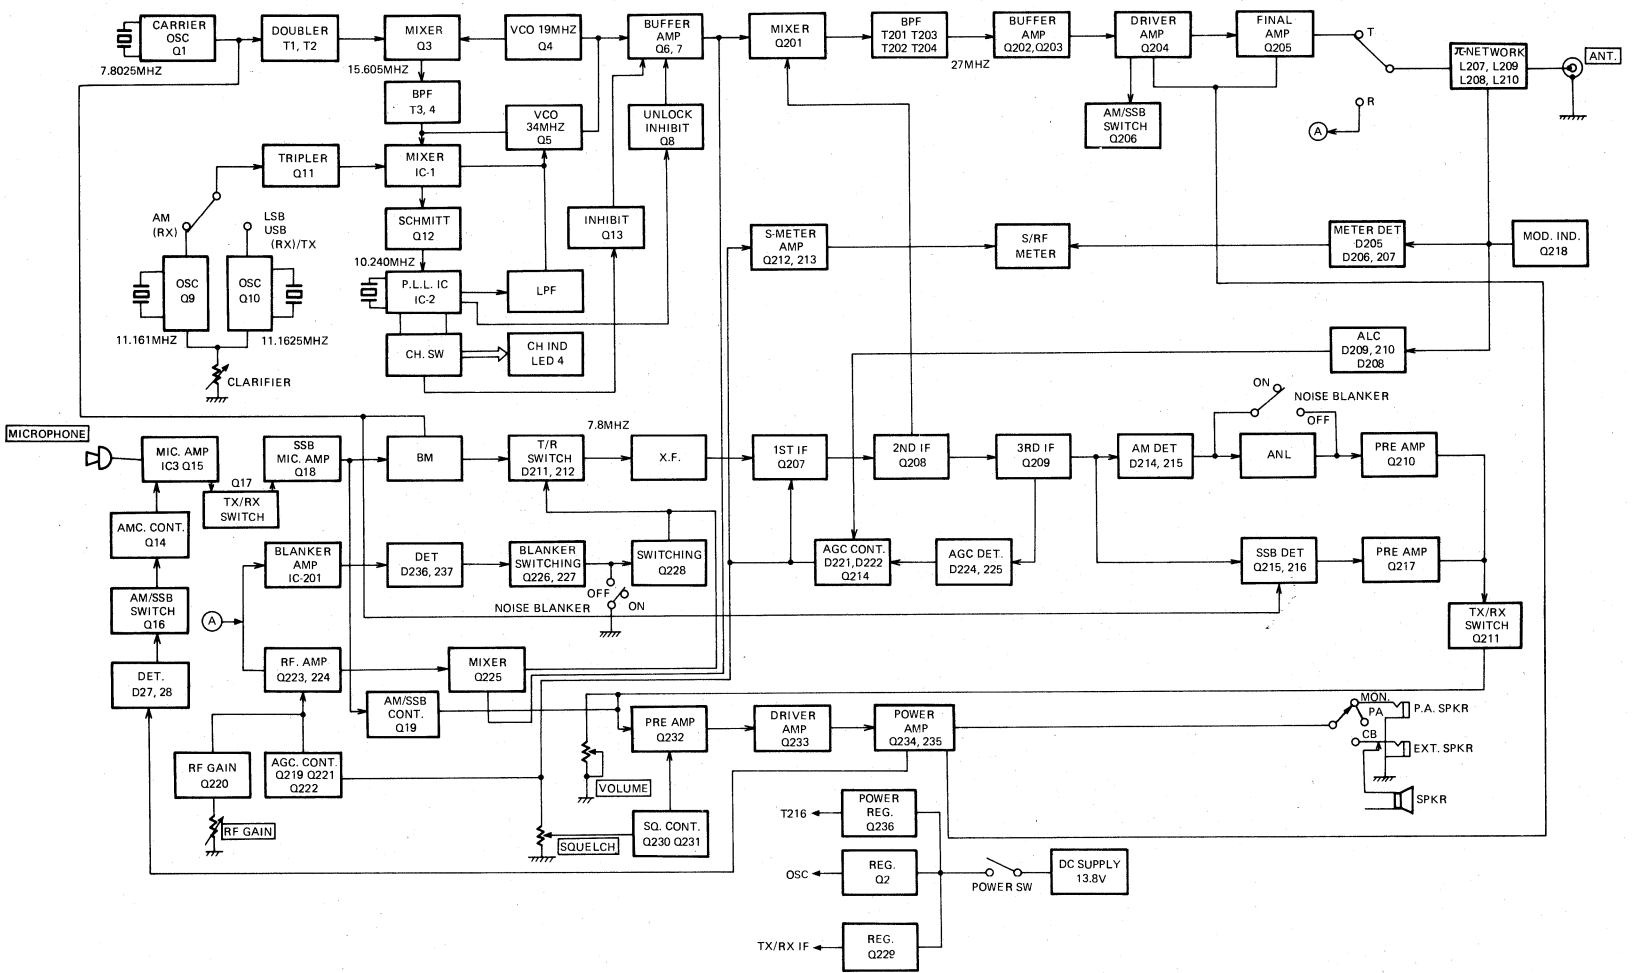 CARRIER
OSC
Q1
7.8025MHZ
DOUBLER
T1, T2
MIXER
Q3
15.605MHZ
VCO 19MHZ
Q4
BUFFER
AMP
Q6, 7
MIXER
Q201
BPF
T201 T203
T202 T204
27MHZ
BUFFER
AMP
Q202,Q203
DRIVER
AMP
Q204
FINAL
AMP
Q205
T
R
A
π-NETWORK
L207, L209
L208, L210
ANT.
BPF
T3, 4
VCO
34MHZ
Q5
UNLOCK
INHIBIT
Q8
AM/SSB
SWITCH
Q206
TRIPLER
Q11
MIXER
IC-1
AM
(RX)
LSB
USB
(RX)/TX
SCHMITT
Q12
INHIBIT
Q13
S-METER
AMP
Q212, 213
S/RF
METER
METER DET
D205
D206, 207
MOD. IND.
Q218
10.240MHZ
OSC
Q9
OSC
Q10
P.L.L. IC
IC-2
LPF
11.161MHZ
11.1625MHZ
CH. SW
CH IND
LED 4
ALC
D209, 210
D208
CLARIFIER
ON
NOISE BLANKER
OFF
MICROPHONE
MIC. AMP
IC3 Q15
SSB
MIC. AMP
Q18
Q17
TX/RX
SWITCH
BM
T/R
SWITCH
D211, 212
7.8MHZ
X.F.
1ST IF
Q207
2ND IF
Q208
3RD IF
Q209
AM DET
D214, 215
ANL
PRE AMP
Q210
AMC. CONT.
Q14
BLANKER
AMP
IC-201
DET
D236, 237
BLANKER
SWITCHING
Q226, 227
SWITCHING
Q228
AGC CONT.
D221,D222
Q214
AGC DET.
D224, 225
SSB DET
Q215, 216
PRE AMP
Q217
OFF
ON
NOISE BLANKER
AM/SSB
SWITCH
Q16
A
TX/RX
SWITCH
Q211
DET.
D27, 28
RF. AMP
Q223, 224
MIXER
Q225
AM/SSB
CONT.
Q19
PRE AMP
Q232
DRIVER
AMP
Q233
POWER
AMP
Q234, 235
MON.
PA
CB
P.A. SPKR
EXT. SPKR
SPKR
RF GAIN
Q220
AGC. CONT.
Q219 Q221
Q222
VOLUME
RF GAIN
SQUELCH
SQ. CONT.
Q230 Q231
T216
POWER
REG.
Q236
OSC
REG.
Q2
POWER SW
DC SUPPLY
13.8V
TX/RX IF
REG.
Q229